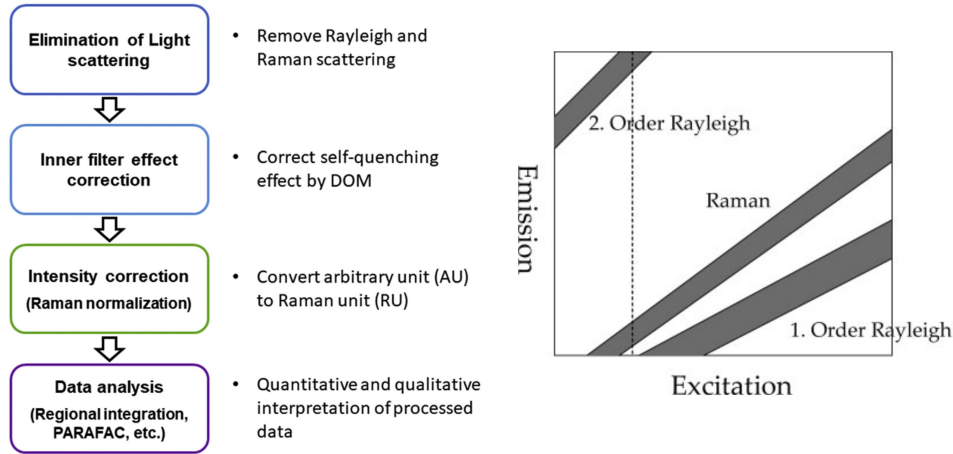 Elimination of Light
scattering
• Remove Rayleigh and
Raman scattering
Inner filter effect
correction
• Correct self-quenching
effect by DOM
Intensity correction
(Raman normalization)
• Convert arbitrary unit (AU)
to Raman unit (RU)
Data analysis
(Regional integration,
PARAFAC, etc.)
• Quantitative and qualitative
interpretation of processed
data
2. Order Rayleigh
Raman
1. Order Rayleigh
Emission
Excitation